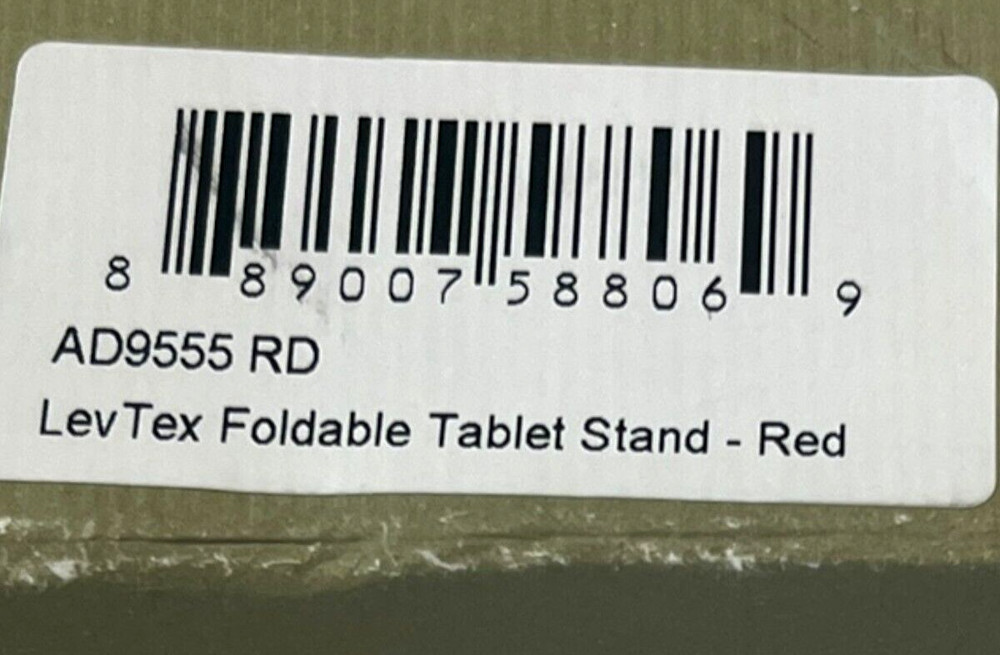 8 89007 58806 9
AD9555 RD
LevTex Foldable Tablet Stand - Red